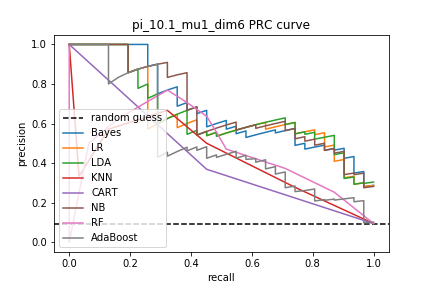 pi_10.1_mu1_dim6 PRC curve
1.0
0.8
0.6
0.4
0.2
0.0
precision
random guess
Bayes
LR
LDA
KNN
CART
NB
RF
AdaBoost
0.0 0.2 0.4 0.6 0.8 1.0
recall